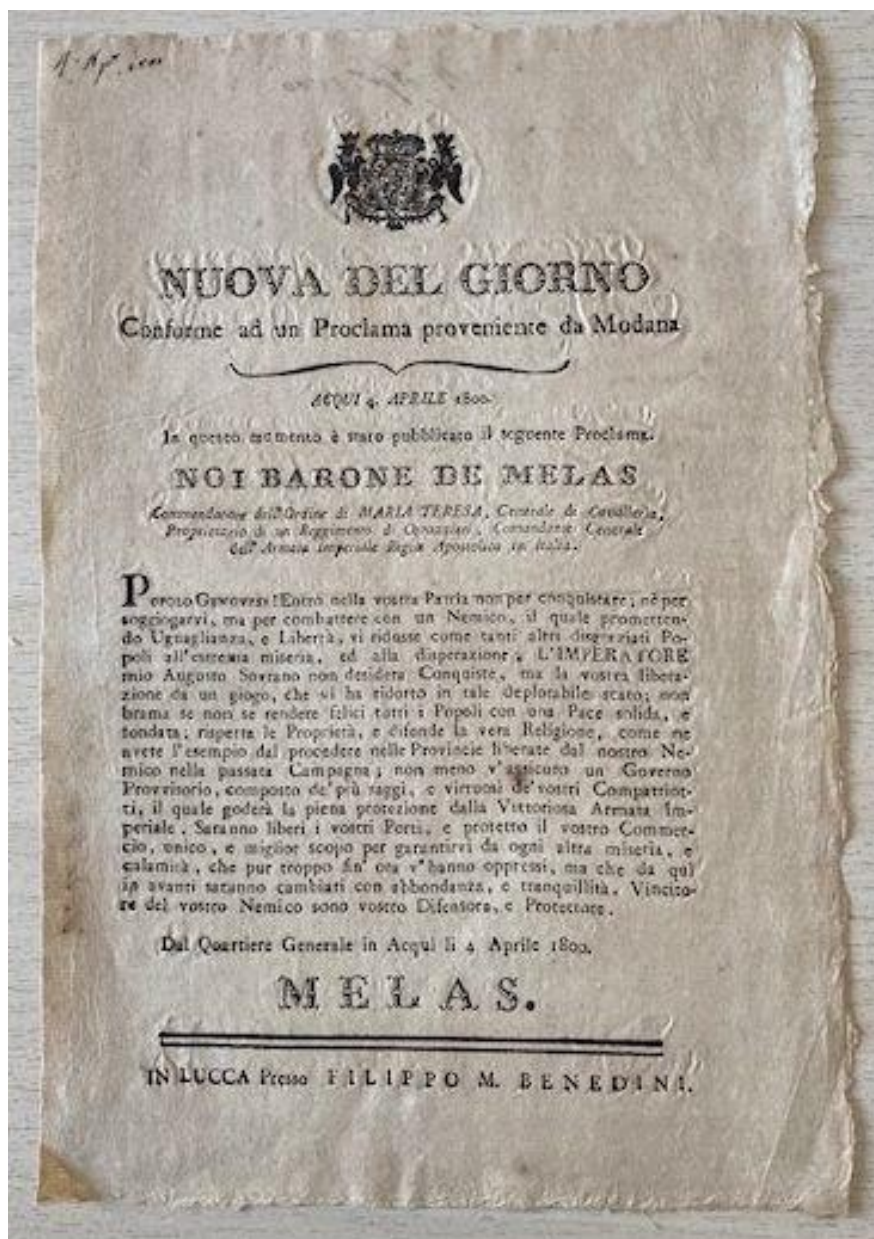 NUOVA DEL GIORNO
Conforme ad un Proclama proveniente da Modana
ACQUI 4. APRILE 1800.
In questo momento è stato pubblicato il seguente Proclama.
NOI BARONE DE MELAS
Commendatore dell'Ordine di MARIA TERESA, Generale di Cavalleria,
Proprietario di un Reggimento di Corazzieri, Comandante Generale
dell'Armata Imperiale Regia Apostolica in Italia.
POPOLO GENOVESE! Entro nella vostra Patria non per conquistare; nè per
soggiogarvi, ma per combattere con un Nemico, il quale prometten-
do Uguaglianza, e Libertà, vi ridusse come tanti altri disgraziati Po-
poli all'estrema miseria, ed alla disperazione. L'IMPERATORE
mio Augusto Sovrano non desidera Conquiste, ma la vostra libera-
zione da un giogo, che vi ha ridotto in tale deplorabile stato; non
brama se non se rendere felici tutti i Popoli con una Pace solida, e
fondata; rispetta le Proprietà, e difende la vera Religione, come ne
avete l'esempio dal procedere nelle Provincie liberate dal nostro Ne-
mico nella passata Campagna; non meno v'assicuro un Governo
Provvisorio, composto de'più saggi, e virtuosi de'vostri Compatriot-
ti, il quale goderà la piena protezione dalla Vittoriosa Armata Im-
periale. Saranno liberi i vostri Porti, e protetto il vostro Commer-
cio, unico, e miglior scopo per garantirvi da ogni altra miseria, e
calamità, che pur troppo fin' ora v'hanno oppressi, ma che da quì
in avanti saranno cambiati con abbondanza, e tranquillità. Vincito-
re del vostro Nemico sono vostro Difensore, e Protettore.
Dal Quartiere Generale in Acqui li 4 Aprile 1800.
MELAS.
IN LUCCA Presso FILIPPO M. BENEDINI.